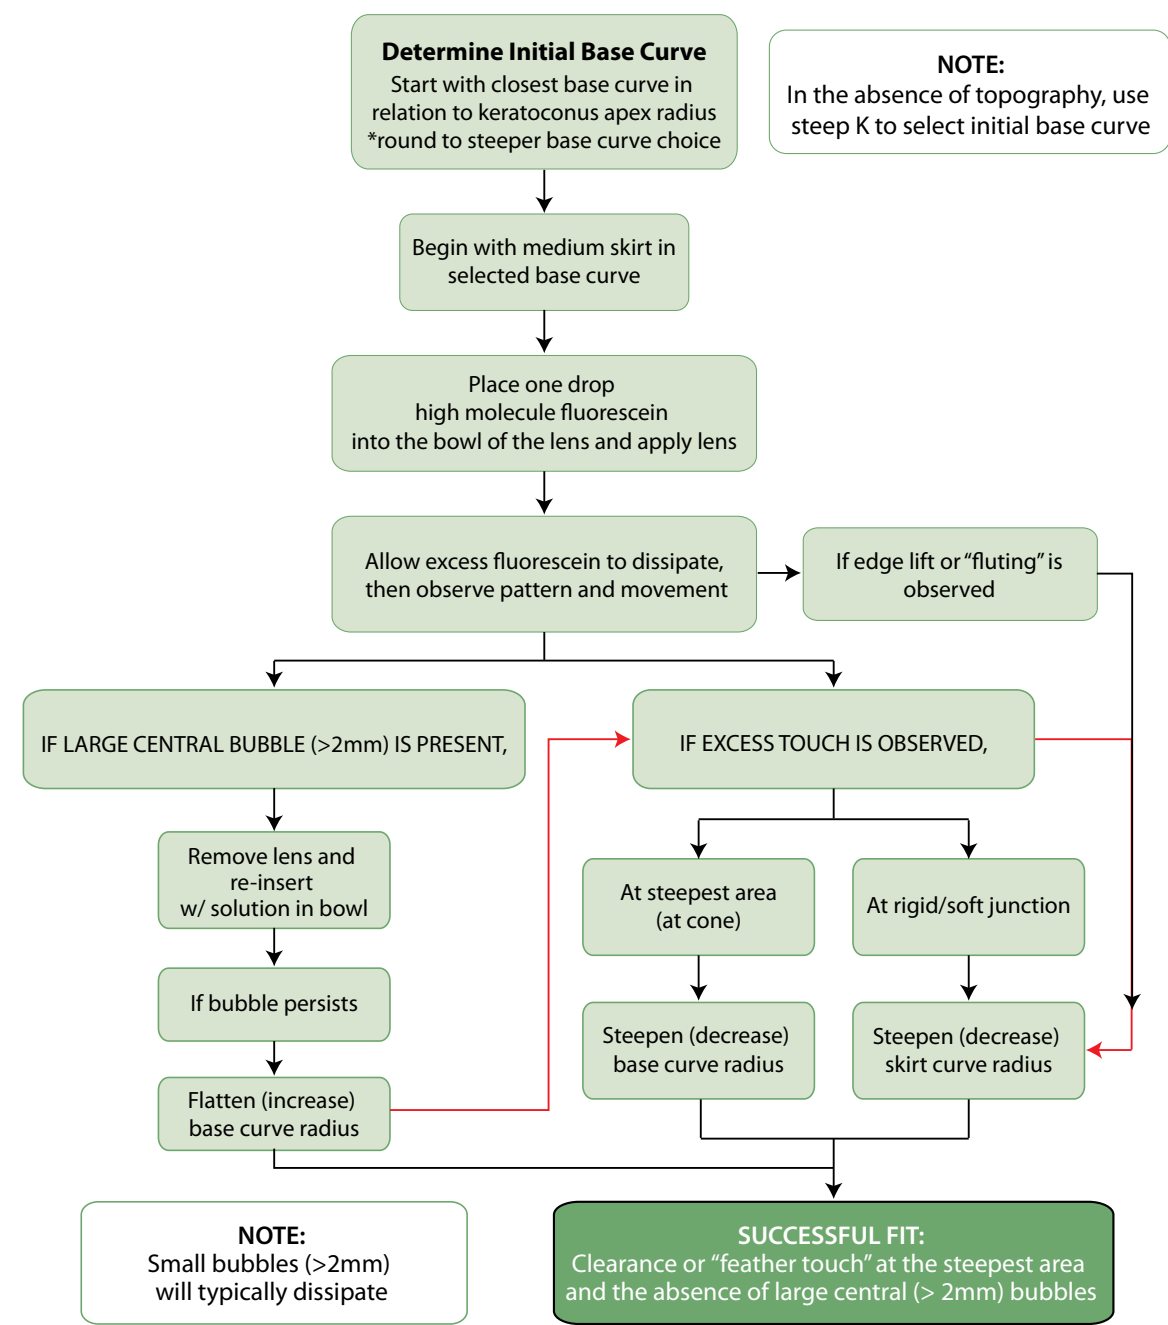 Determine Initial Base Curve
Start with closest base curve in
relation to keratoconus apex radius
*round to steeper base curve choice
NOTE:
In the absence of topography, use
steep K to select initial base curve
Begin with medium skirt in
selected base curve
Place one drop
high molecule fluorescein
into the bowl of the lens and apply lens
Allow excess fluorescein to dissipate,
then observe pattern and movement
If edge lift or “fluting” is
observed
IF LARGE CENTRAL BUBBLE (>2mm) IS PRESENT,
IF EXCESS TOUCH IS OBSERVED,
Remove lens and
re-insert
w/ solution in bowl
At steepest area
(at cone)
At rigid/soft junction
If bubble persists
Steepen (decrease)
base curve radius
Steepen (decrease)
skirt curve radius
Flatten (increase)
base curve radius
NOTE:
Small bubbles (>2mm)
will typically dissipate
SUCCESSFUL FIT:
Clearance or “feather touch” at the steepest area
and the absence of large central (> 2mm) bubbles